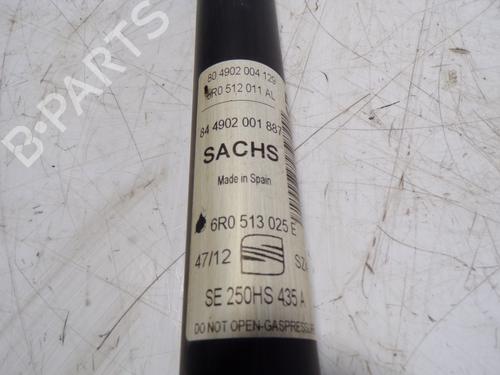 B-PARTS
80 4902 004 129
6R0 512 011 AL
84 4902 001 887
SACHS
Made in Spain
6R0 513 025 E
47/12
SE 250HS 435 A
DO NOT OPEN-GASPRESSUR